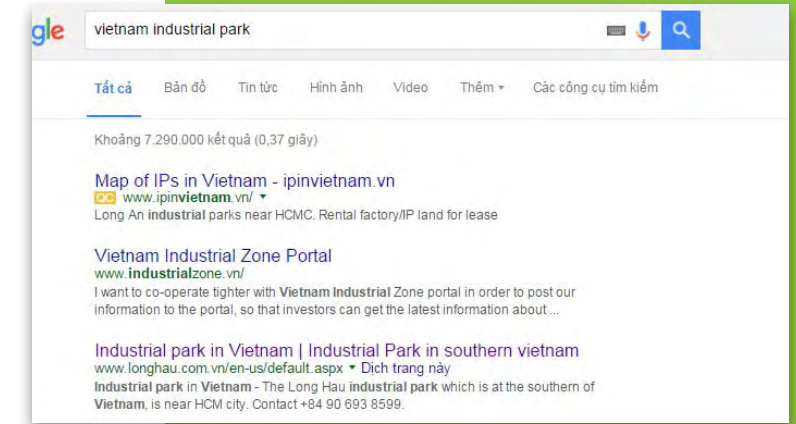 gle
vietnam industrial park
Tất cả Bản đồ Tin tức Hình ảnh Video Thêm Các công cụ tìm kiếm
Khoảng 7.290.000 kết quả (0,37 giây)
Map of IPs in Vietnam - ipinvietnam.vn
QC www.ipinvietnam.vn/
Long An industrial parks near HCMC. Rental factory/IP land for lease
Vietnam Industrial Zone Portal
www.industrialzone.vn/
I want to co-operate tighter with Vietnam Industrial Zone portal in order to post our
information to the portal, so that investors can get the latest information about ...
Industrial park in Vietnam | Industrial Park in southern vietnam
www.longhau.com.vn/en-us/default.aspx Dịch trang này
Industrial park in Vietnam - The Long Hau industrial park which is at the southern of
Vietnam, is near HCM city. Contact +84 90 693 8599.